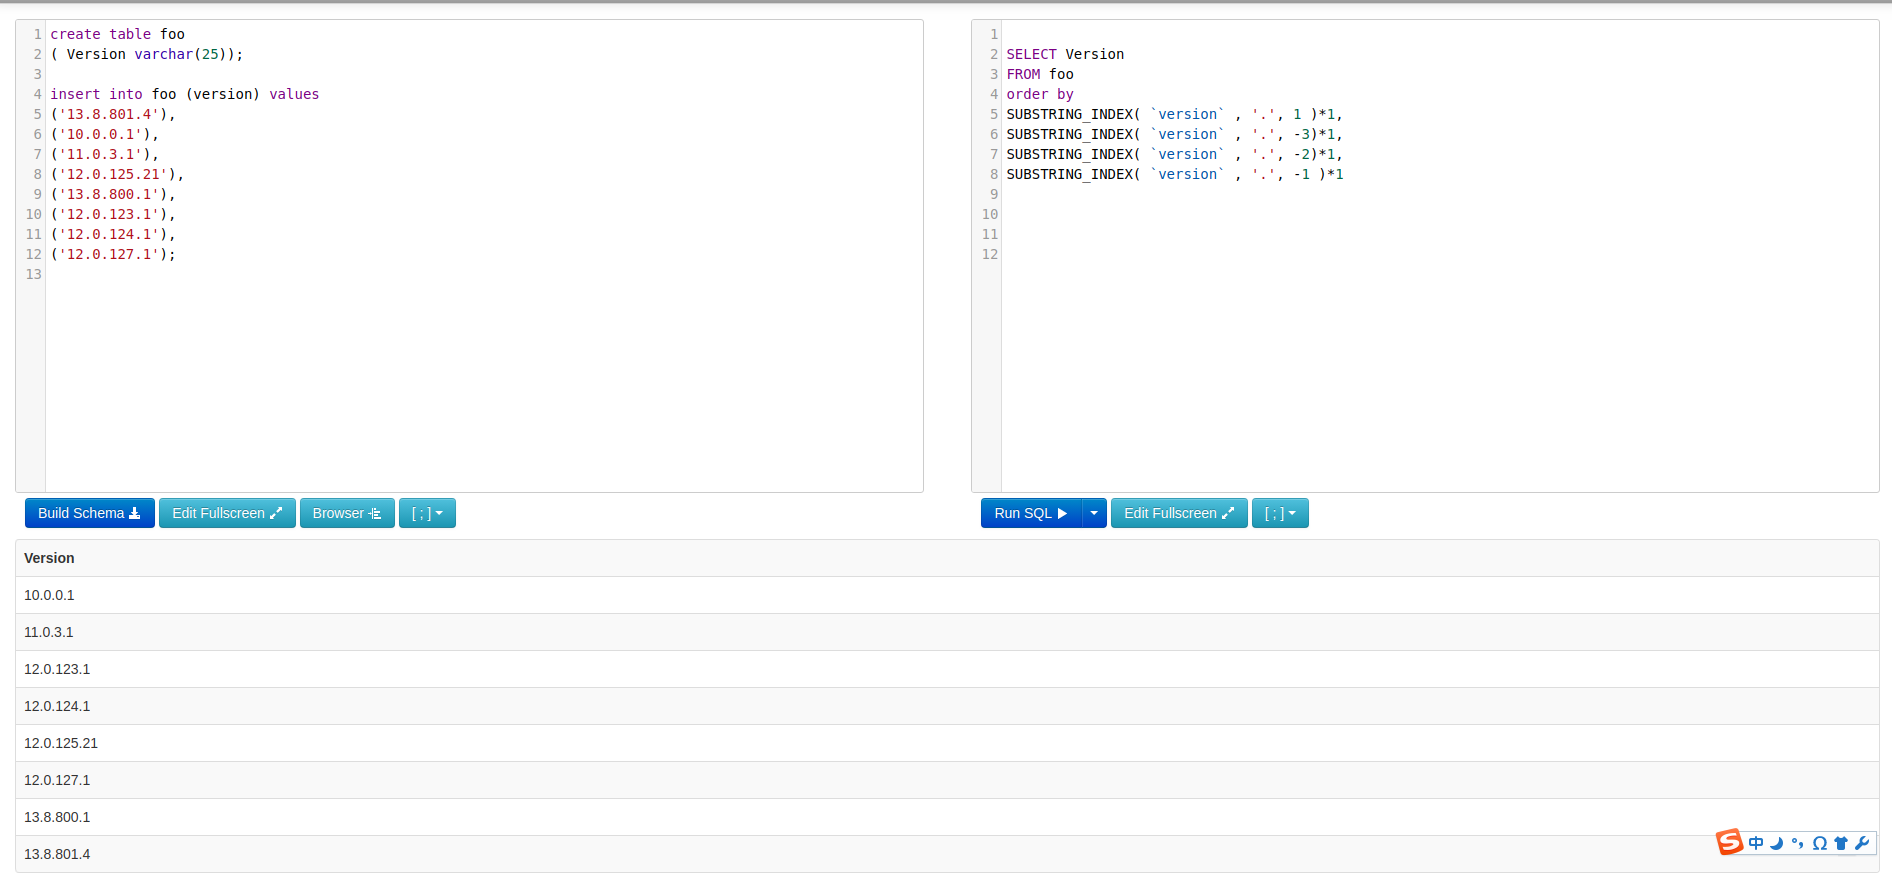 1 create table foo
2 ( Version varchar(25));
3
4 insert into foo (version) values
5 ('13.8.801.4'),
6 ('10.0.0.1'),
7 ('11.0.3.1'),
8 ('12.0.125.21'),
9 ('13.8.800.1'),
10 ('12.0.123.1'),
11 ('12.0.124.1'),
12 ('12.0.127.1');
13
1
2 SELECT Version
3 FROM foo
4 order by
5 SUBSTRING_INDEX( `version` , '.', 1 )*1,
6 SUBSTRING_INDEX( `version` , '.', -3)*1,
7 SUBSTRING_INDEX( `version` , '.', -2)*1,
8 SUBSTRING_INDEX( `version` , '.', -1 )*1
9
10
11
12
Build Schema Edit Fullscreen Browser [ ; ]
Run SQL Edit Fullscreen [ ; ]
Version
10.0.0.1
11.0.3.1
12.0.123.1
12.0.124.1
12.0.125.21
12.0.127.1
13.8.800.1
13.8.801.4
S 中 °, Ω